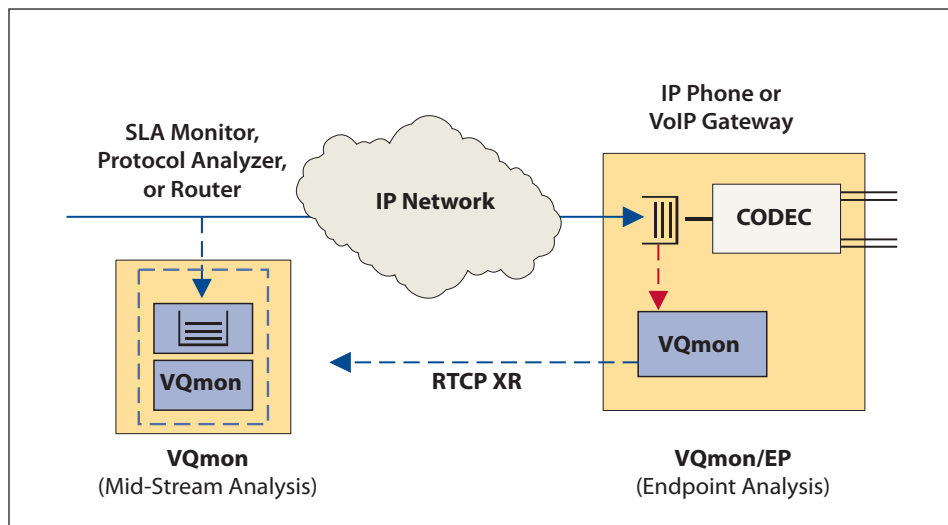 SLA Monitor,
Protocol Analyzer,
or Router
IP Network
IP Phone or
VoIP Gateway
CODEC
VQmon
VQmon
RTCP XR
VQmon
(Mid-Stream Analysis)
VQmon/EP
(Endpoint Analysis)